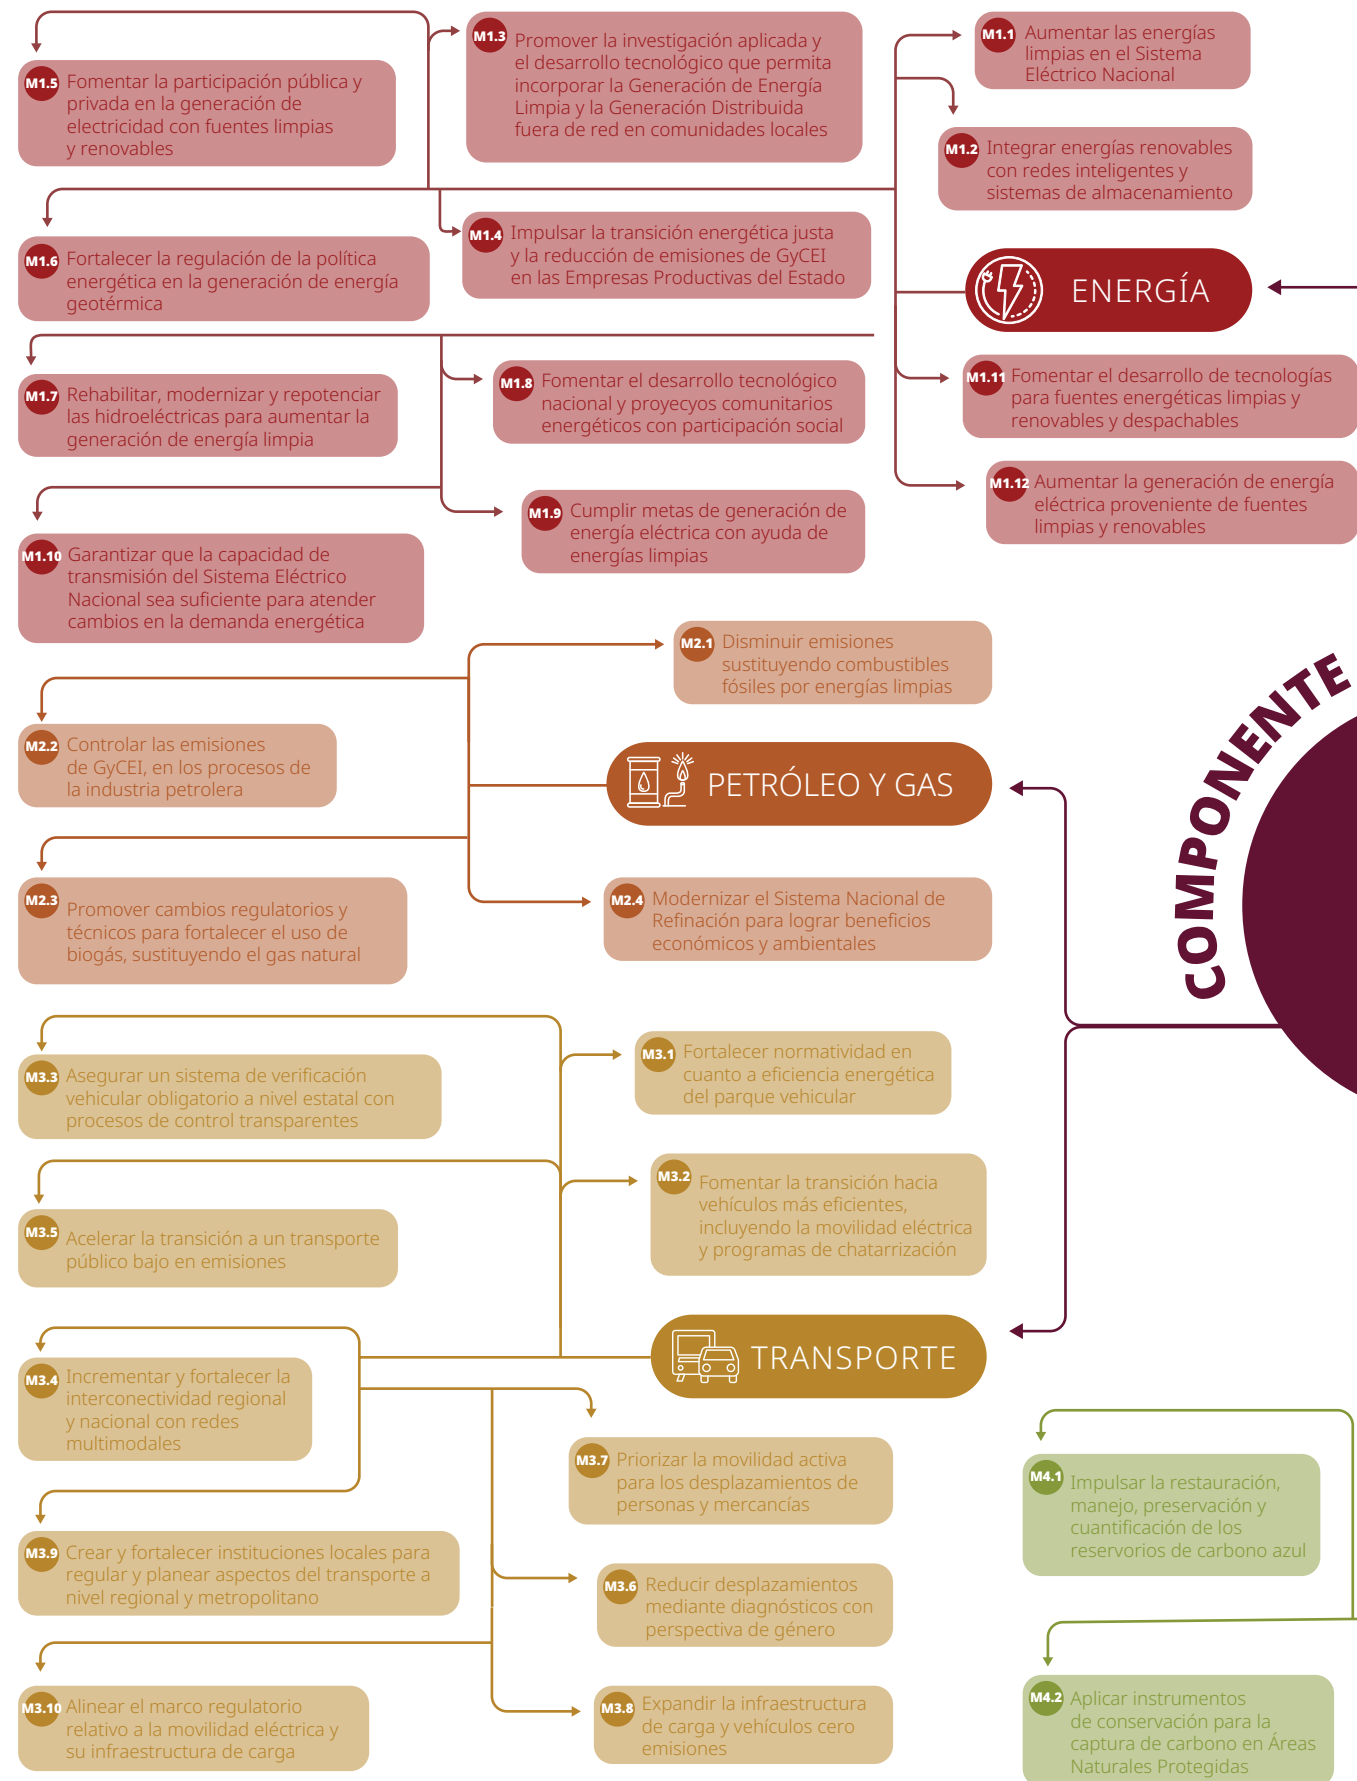 M1.5
Fomentar la participación pública y
privada en la generación de
electricidad con fuentes limpias
y renovables
M1.3
Promover la investigación aplicada y
el desarrollo tecnológico que permita
incorporar la Generación de Energía
Limpia y la Generación Distribuida
fuera de red en comunidades locales
M1.1
Aumentar las energías
limpias en el Sistema
Eléctrico Nacional
M1.2
Integrar energías renovables
con redes inteligentes y
sistemas de almacenamiento
M1.6
Fortalecer la regulación de la política
energética en la generación de energía
geotérmica
M1.4
Impulsar la transición energética justa
y la reducción de emisiones de GyCEI
en las Empresas Productivas del Estado
ENERGÍA
M1.7
Rehabilitar, modernizar y repotenciar
las hidroeléctricas para aumentar la
generación de energía limpia
M1.8
Fomentar el desarrollo tecnológico
nacional y proyecyos comunitarios
energéticos con participación social
M1.11
Fomentar el desarrollo de tecnologías
para fuentes energéticas limpias y
renovables y despachables
M1.12
Aumentar la generación de energía
eléctrica proveniente de fuentes
limpias y renovables
M1.9
Cumplir metas de generación de
energía eléctrica con ayuda de
energías limpias
M1.10
Garantizar que la capacidad de
transmisión del Sistema Eléctrico
Nacional sea suficiente para atender
cambios en la demanda energética
M2.1
Disminuir emisiones
sustituyendo combustibles
fósiles por energías limpias
M2.2
Controlar las emisiones
de GyCEI, en los procesos de
la industria petrolera
PETRÓLEO Y GAS
COMPONENTE
M2.3
Promover cambios regulatorios y
técnicos para fortalecer el uso de
biogás, sustituyendo el gas natural
M2.4
Modernizar el Sistema Nacional de
Refinación para lograr beneficios
económicos y ambientales
M3.3
Asegurar un sistema de verificación
vehicular obligatorio a nivel estatal con
procesos de control transparentes
M3.1
Fortalecer normatividad en
cuanto a eficiencia energética
del parque vehicular
M3.5
Acelerar la transición a un transporte
público bajo en emisiones
M3.2
Fomentar la transición hacia
vehículos más eficientes,
incluyendo la movilidad eléctrica
y programas de chatarrización
TRANSPORTE
M3.4
Incrementar y fortalecer la
interconectividad regional
y nacional con redes
multimodales
M3.7
Priorizar la movilidad activa
para los desplazamientos de
personas y mercancías
M4.1
Impulsar la restauración,
manejo, preservación y
cuantificación de los
reservorios de carbono azul
M3.9
Crear y fortalecer instituciones locales para
regular y planear aspectos del transporte a
nivel regional y metropolitano
M3.6
Reducir desplazamientos
mediante diagnósticos con
perspectiva de género
M3.10
Alinear el marco regulatorio
relativo a la movilidad eléctrica y
su infraestructura de carga
M3.8
Expandir la infraestructura
de carga y vehículos cero
emisiones
M4.2
Aplicar instrumentos
de conservación para la
captura de carbono en Áreas
Naturales Protegidas